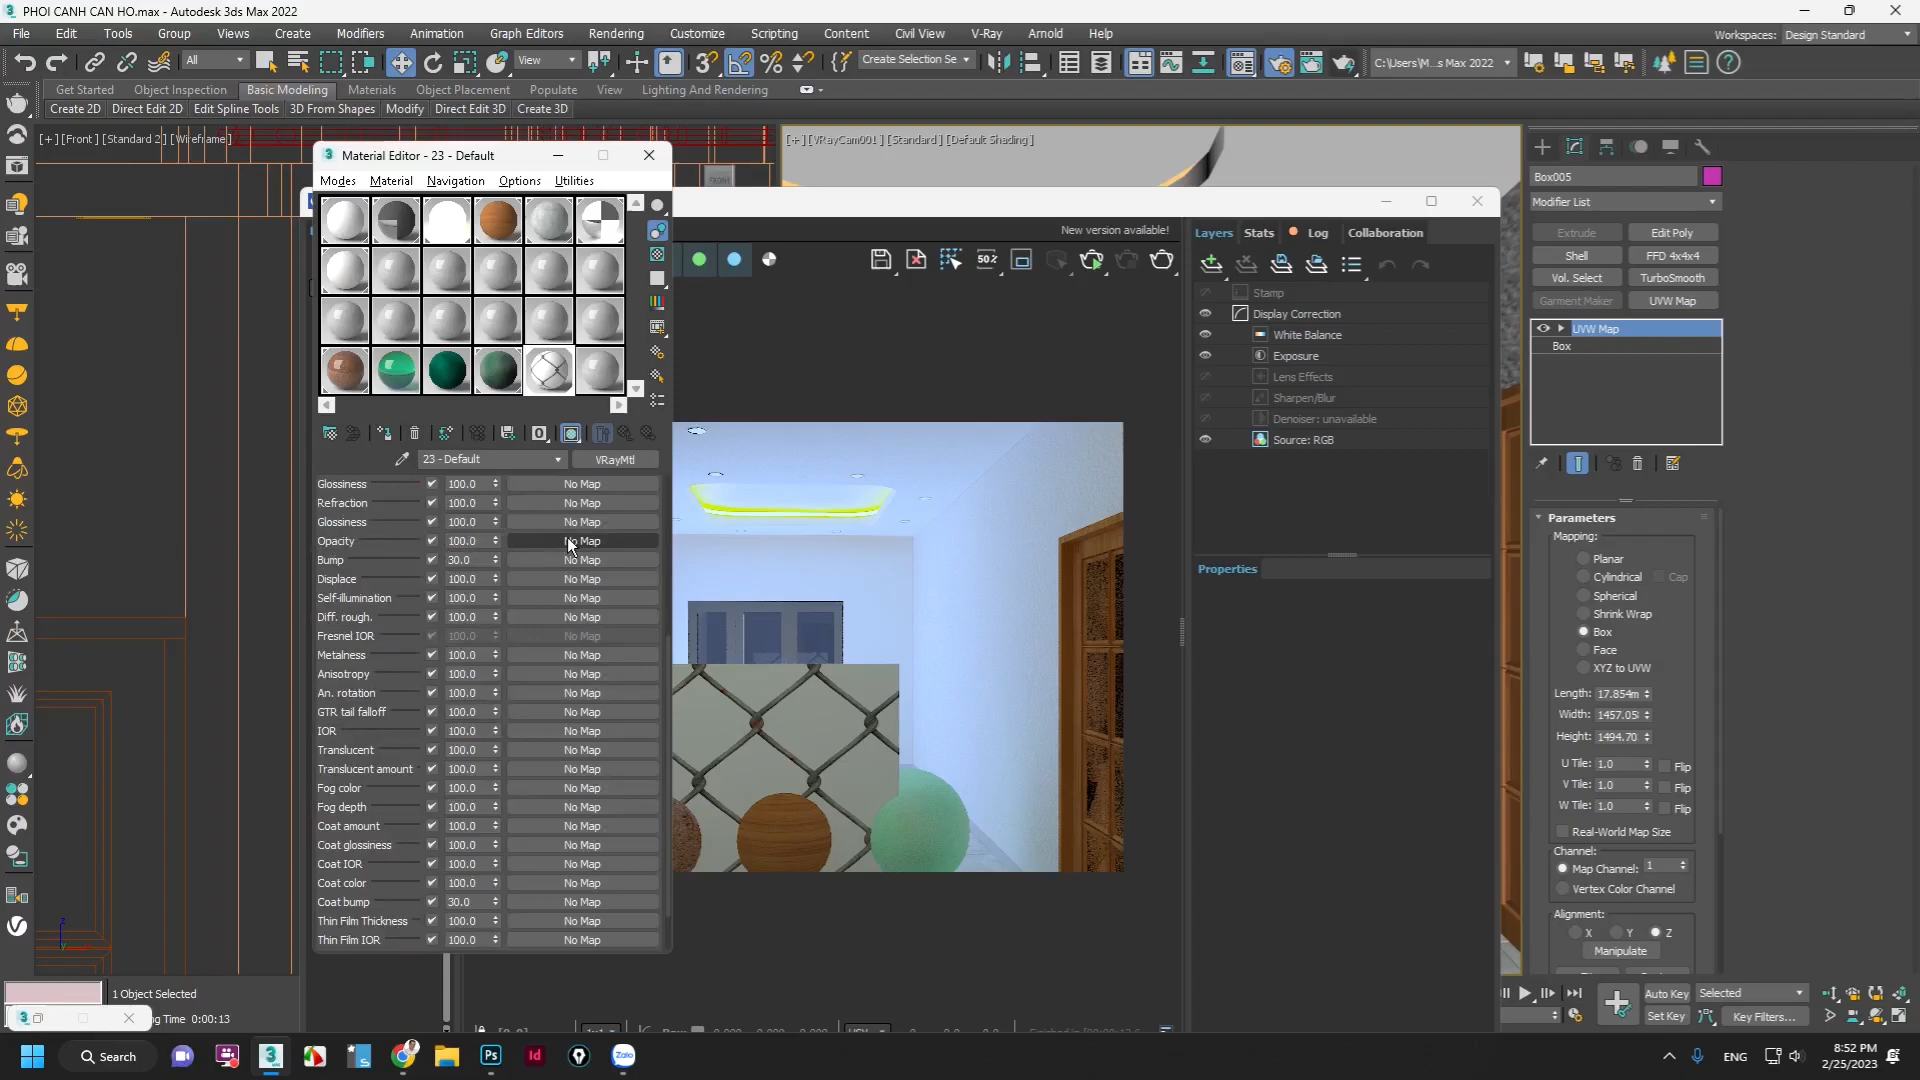 PHOI CANH CAN HO.max - Autodesk 3ds Max 2022
File Edit Tools Group Views Create Modifiers Animation Graph Editors Rendering Customize Scripting Content Civil View V-Ray Arnold Help
Workspaces: Design Standard
All View Create Selection Se C:\Users\M...s Max 2022
Get Started Object Inspection Basic Modeling Materials Object Placement Populate View Lighting And Rendering
Create 2D Direct Edit 2D Edit Spline Tools 3D From Shapes Modify Direct Edit 3D Create 3D
[+] [Front] [Standard 2] [Wireframe]
[+] [VRayCam001] [Standard] [Default Shading]
FRONT
Material Editor - 23 - Default
Modes Material Navigation Options Utilities
23 - Default VRayMtl
Glossiness 100.0 No Map
Refraction 100.0 No Map
Glossiness 100.0 No Map
Opacity 100.0 No Map
Bump 30.0 No Map
Displace 100.0 No Map
Self-illumination 100.0 No Map
Diff. rough. 100.0 No Map
Fresnel IOR 100.0 No Map
Metalness 100.0 No Map
Anisotropy 100.0 No Map
An. rotation 100.0 No Map
GTR tail falloff 100.0 No Map
IOR 100.0 No Map
Translucent 100.0 No Map
Translucent amount 100.0 No Map
Fog color 100.0 No Map
Fog depth 100.0 No Map
Coat amount 100.0 No Map
Coat glossiness 100.0 No Map
Coat IOR 100.0 No Map
Coat color 100.0 No Map
Coat bump 30.0 No Map
Thin Film Thickness 100.0 No Map
Thin Film IOR 100.0 No Map
New version available!
50%
Layers Stats Log Collaboration
Stamp
Display Correction
White Balance
Exposure
Lens Effects
Sharpen/Blur
Denoiser: unavailable
Source: RGB
Properties
Box005
Modifier List
Extrude Edit Poly
Shell FFD 4x4x4
Vol. Select TurboSmooth
Garment Maker UVW Map
UVW Map
Box
Parameters
Mapping:
Planar
Cylindrical Cap
Spherical
Shrink Wrap
Box
Face
XYZ to UVW
Length: 17.854m
Width: 1457.05
Height: 1494.70
U Tile: 1.0 Flip
V Tile: 1.0 Flip
W Tile: 1.0 Flip
Real-World Map Size
Channel:
Map Channel: 1
Vertex Color Channel
Alignment:
X Y Z
Manipulate
1 Object Selected
ng Time 0:00:13
Auto Key Selected
Set Key Key Filters...
Search
ENG
8:52 PM
2/25/2023